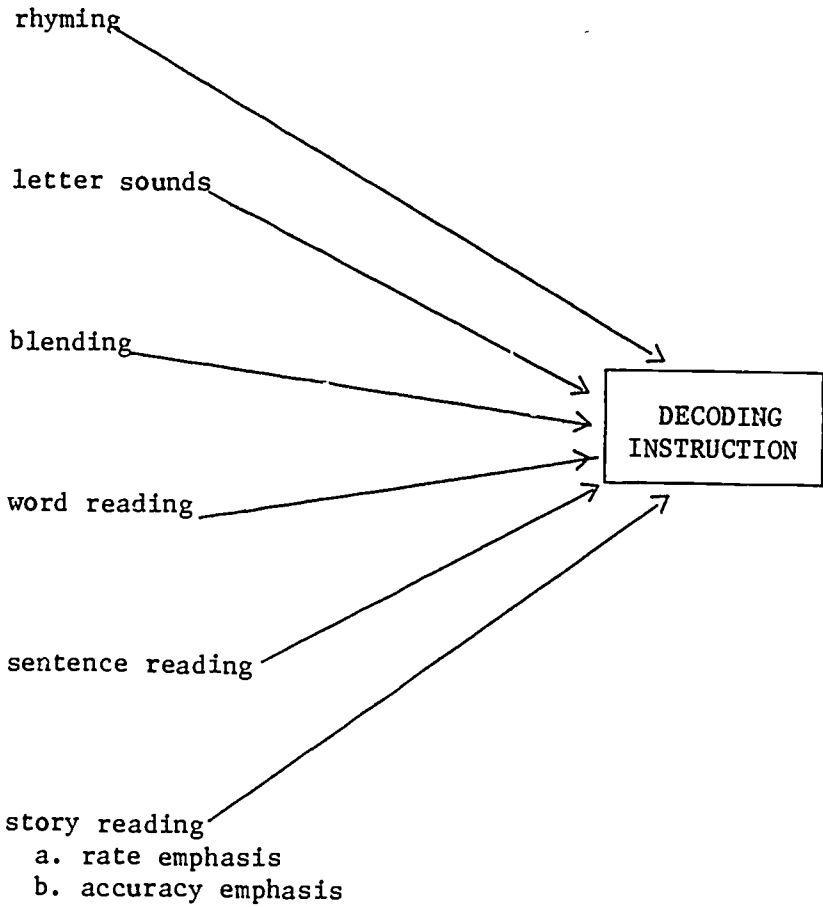 rhyming
letter sounds
blending
DECODING
INSTRUCTION
word reading
sentence reading
story reading
a. rate emphasis
b. accuracy emphasis